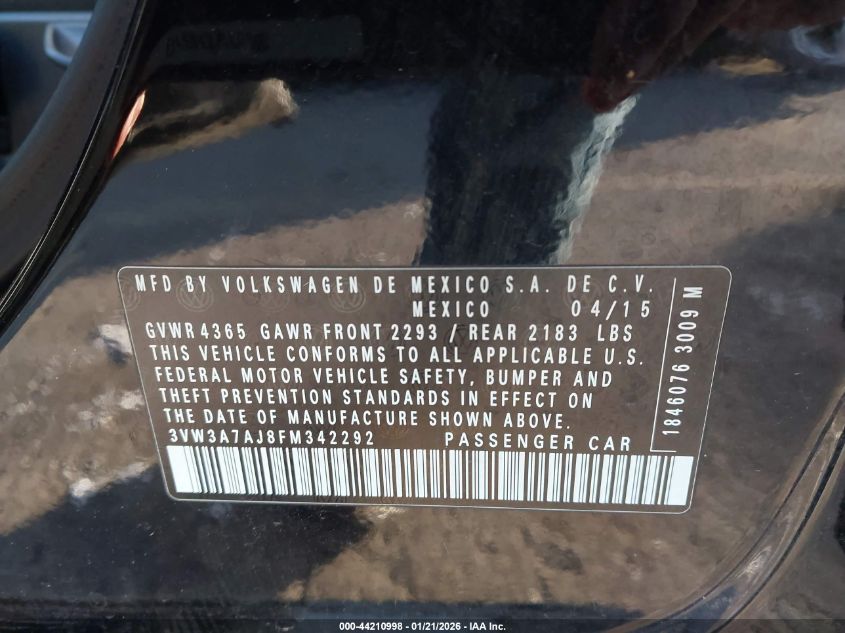 MFD BY VOLKSWAGEN DE MEXICO S.A. DE C.V.
MEXICO 04/15
GVWR 4365 GAWR FRONT 2293 / REAR 2183 LBS
THIS VEHICLE CONFORMS TO ALL APPLICABLE U.S.
FEDERAL MOTOR VEHICLE SAFETY, BUMPER AND
THEFT PREVENTION STANDARDS IN EFFECT ON
THE DATE OF MANUFACTURE SHOWN ABOVE.
3VW3A7AJ8FM342292 PASSENGER CAR
1846076 3009 M
000-44210998 - 01/21/2026 - IAA Inc.